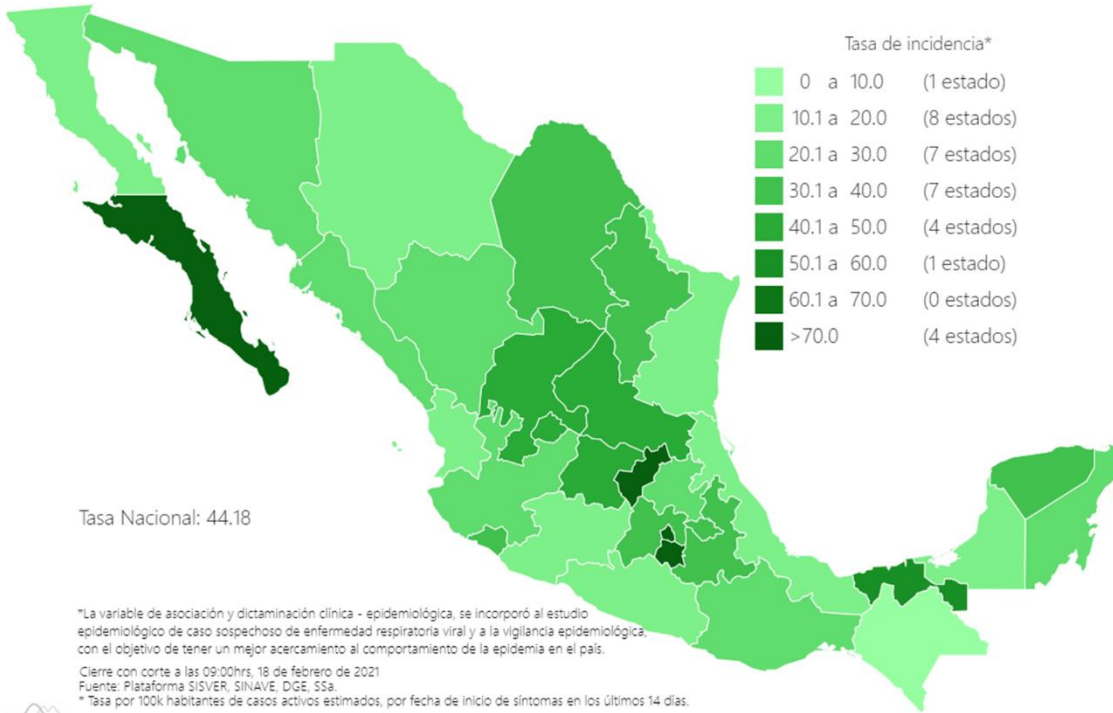 Tasa de incidencia*
0 a 10.0 (1 estado)
10.1 a 20.0 (8 estados)
20.1 a 30.0 (7 estados)
30.1 a 40.0 (7 estados)
40.1 a 50.0 (4 estados)
50.1 a 60.0 (1 estado)
60.1 a 70.0 (0 estados)
>70.0 (4 estados)
Tasa Nacional: 44.18
*La variable de asociación y dictaminación clínica - epidemiológica, se incorporó al estudio
epidemiológico de caso sospechoso de enfermedad respiratoria viral y a la vigilancia epidemiológica,
con el objetivo de tener un mejor acercamiento al comportamiento de la epidemia en el país.
Cierre con corte a las 09:00hrs, 18 de febrero de 2021
Fuente: Plataforma SISVER, SINAVE, DGE, SSa.
* Tasa por 100k habitantes de casos activos estimados, por fecha de inicio de síntomas en los últimos 14 días.